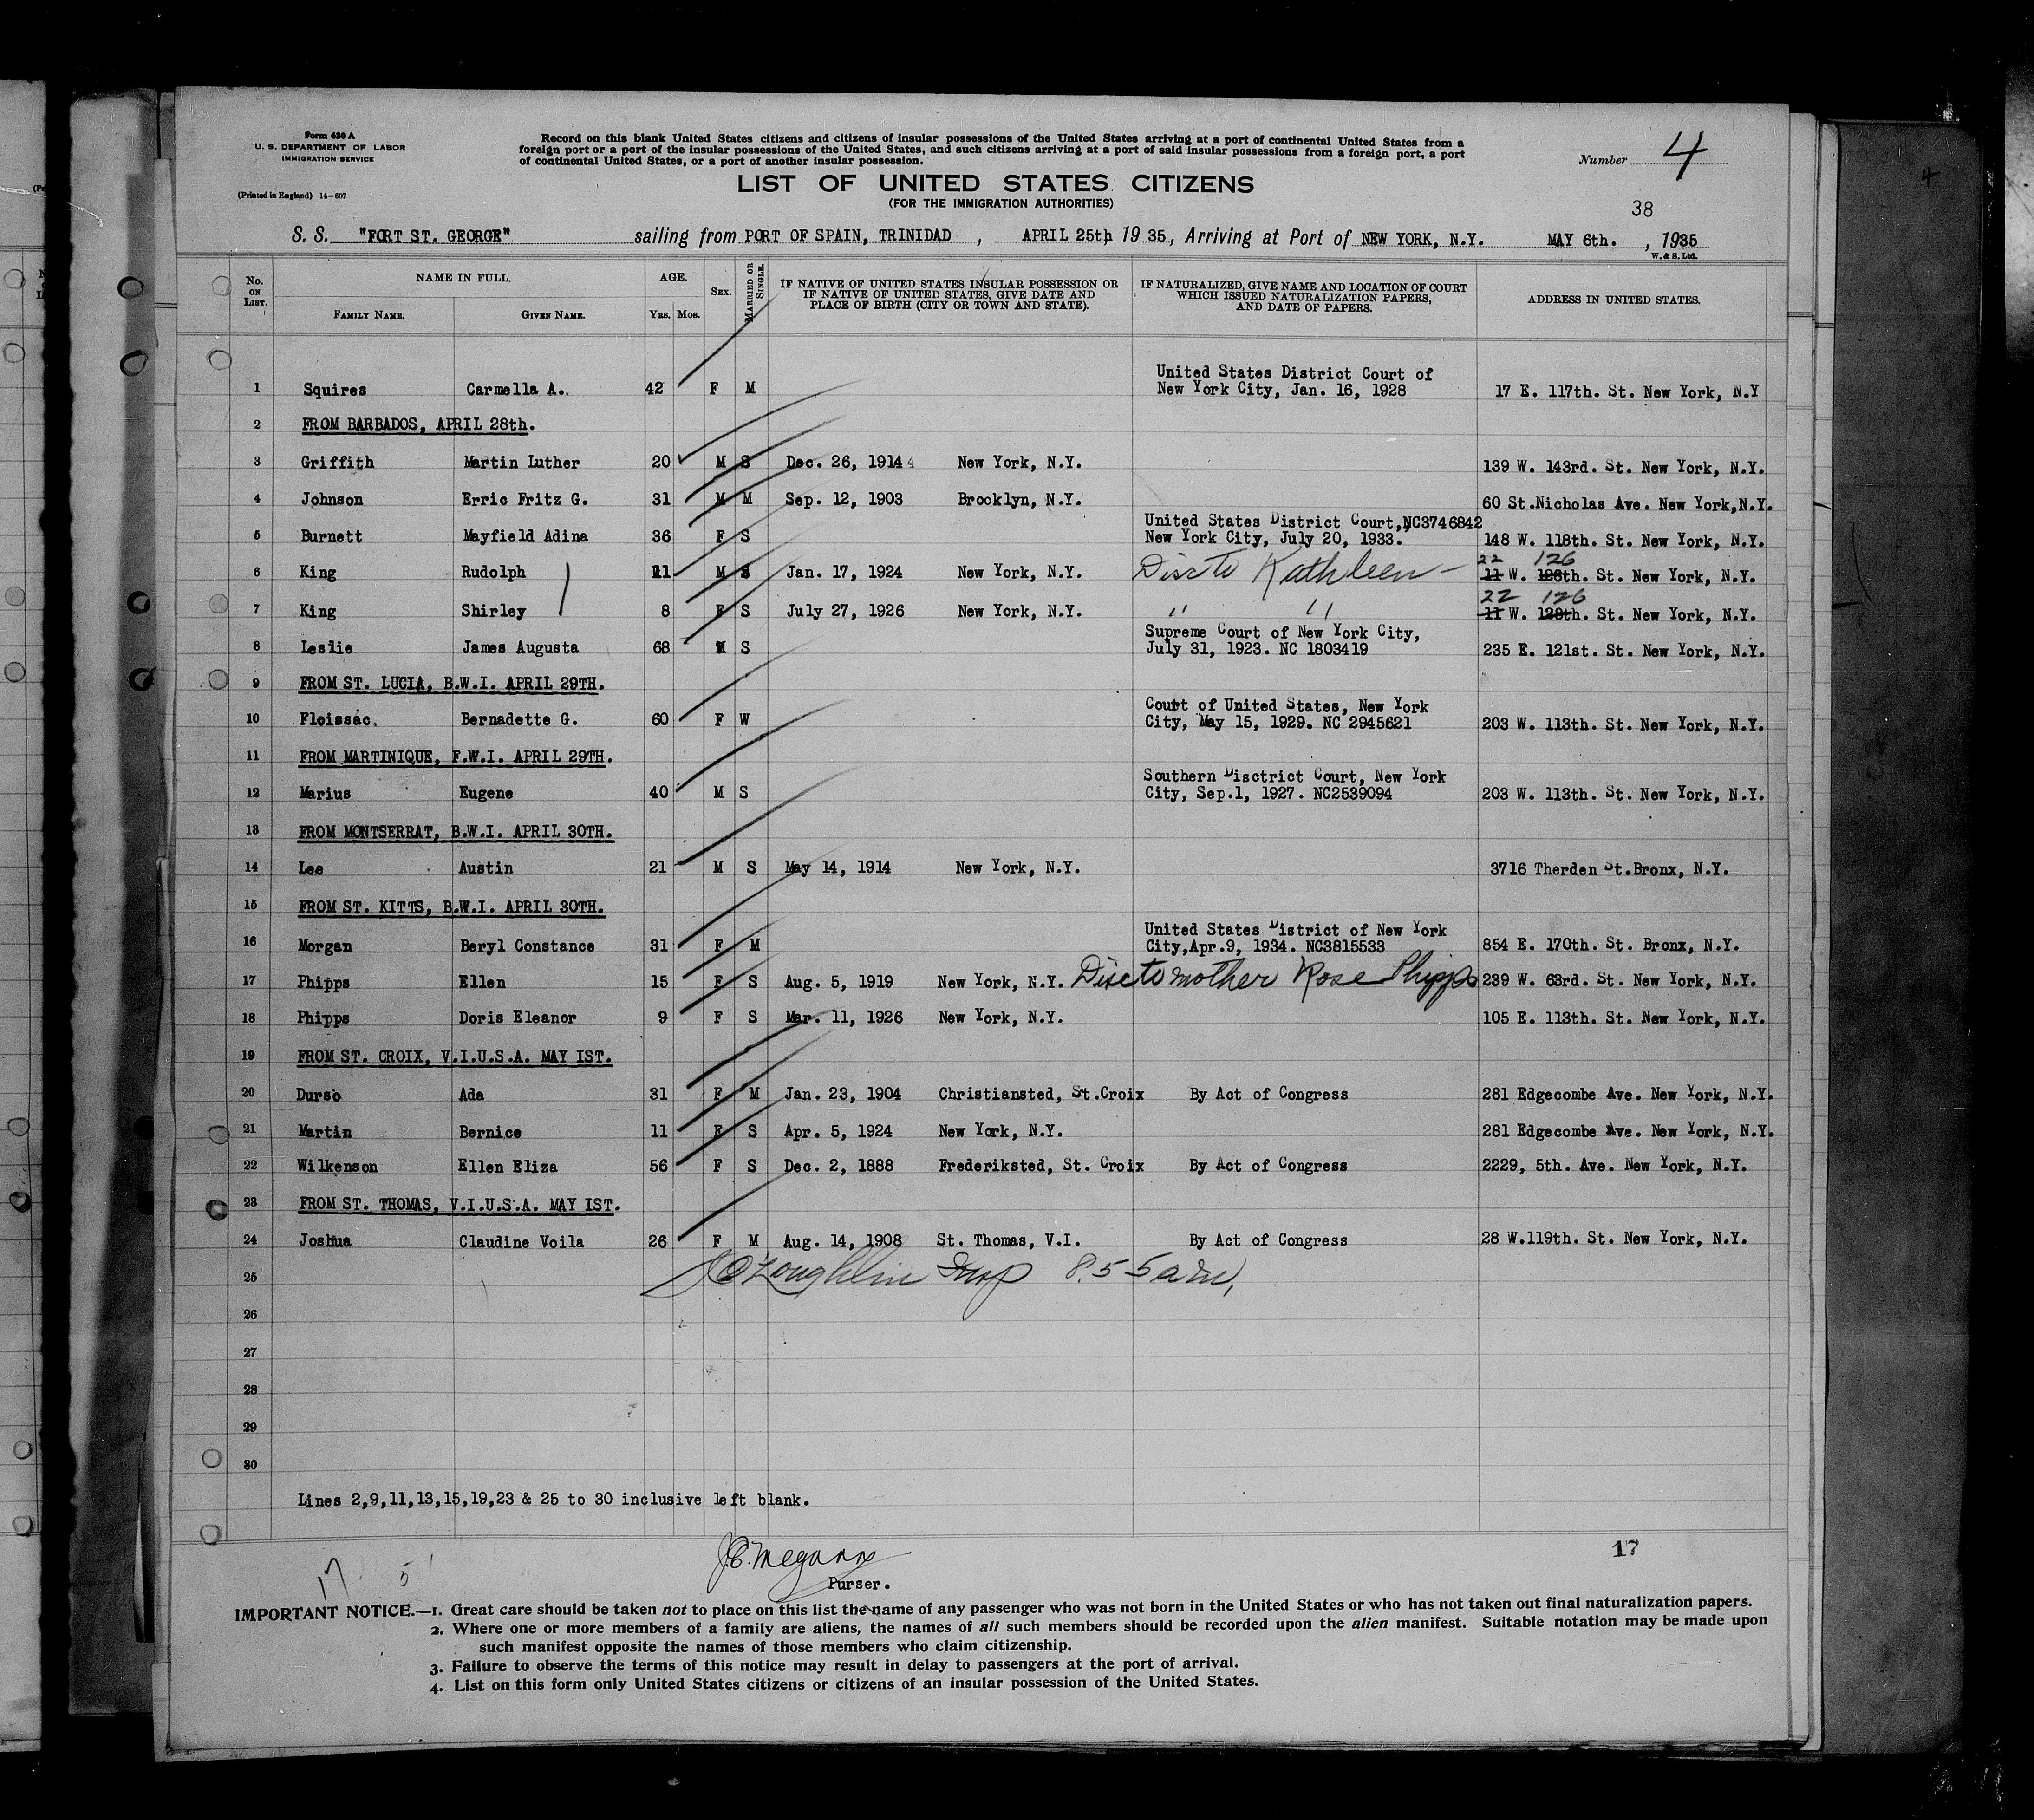 Form 630 A
U. S. DEPARTMENT OF LABOR
IMMIGRATION SERVICE
(Printed in England) 14-607
Record on this blank United States citizens and citizens of insular possessions of the United States arriving at a port of continental United States from a
foreign port or a port of the insular possessions of the United States, and such citizens arriving at a port of said insular possessions from a foreign port, a port
of continental United States, or a port of another insular possession.
Number 4
LIST OF UNITED STATES CITIZENS
(FOR THE IMMIGRATION AUTHORITIES)
38
S. S. "FORT ST. GEORGE" sailing from PORT OF SPAIN, TRINIDAD , APRIL 25th, 19 35, Arriving at Port of NEW YORK, N.Y. MAY 6th. , 1935
W. & S. Ltd.
No. ON LIST. NAME IN FULL. FAMILY NAME. GIVEN NAME. AGE. YRS. MOS. SEX. MARRIED OR SINGLE. IF NATIVE OF UNITED STATES INSULAR POSSESSION OR IF NATIVE OF UNITED STATES, GIVE DATE AND PLACE OF BIRTH (CITY OR TOWN AND STATE). IF NATURALIZED, GIVE NAME AND LOCATION OF COURT WHICH ISSUED NATURALIZATION PAPERS, AND DATE OF PAPERS. ADDRESS IN UNITED STATES.
1 Squires Carmella A. 42 F M United States District Court of New York City, Jan. 16, 1928 17 E. 117th. St. New York, N.Y
2 FROM BARBADOS, APRIL 28th.
3 Griffith Martin Luther 20 M S Dec. 26, 1914 4 New York, N.Y. 139 W. 143rd. St. New York, N.Y.
4 Johnson Erric Fritz G. 31 M M Sep. 12, 1903 Brooklyn, N.Y. 60 St.Nicholas Ave. New York,N.Y.
5 Burnett Mayfield Adina 36 F S United States District Court,NC3746842 New York City, July 20, 1933. 148 W. 118th. St. New York, N.Y.
6 King Rudolph 11 M S Jan. 17, 1924 New York, N.Y. Disc to Kathleen - 22 126 11 W. 128th. St. New York, N.Y.
7 King Shirley 8 F S July 27, 1926 New York, N.Y. " " 22 126 11 W. 128th. St. New York, N.Y.
8 Leslie James Augusta 68 M S Supreme Court of New York City, July 31, 1923. NC 1803419 235 E. 121st. St. New York, N.Y.
9 FROM ST. LUCIA, B.W.I. APRIL 29TH.
10 Floissac. Bernadette G. 60 F W Court of United States, New York City, May 15, 1929. NC 2945621 203 W. 113th. St. New York, N.Y.
11 FROM MARTINIQUE, F.W.I. APRIL 29TH.
12 Marius Eugene 40 M S Southern Disctrict Court, New York City, Sep.1, 1927. NC2539094 203 W. 113th. St. New York, N.Y.
13 FROM MONTSERRAT, B.W.I. APRIL 30TH.
14 Lee Austin 21 M S May 14, 1914 New York, N.Y. 3716 Therden St.Bronx, N.Y.
15 FROM ST. KITTS, B.W.I. APRIL 30TH.
16 Morgan Beryl Constance 31 F M United States District of New York City,Apr.9, 1934. NC3815533 854 E. 170th. St. Bronx, N.Y.
17 Phipps Ellen 15 F S Aug. 5, 1919 New York, N.Y. Disc to mother Rose Phipps 239 W. 63rd. St. New York, N.Y.
18 Phipps Doris Eleanor 9 F S Mar. 11, 1926 New York, N.Y. 105 E. 113th. St. New York, N.Y.
19 FROM ST. CROIX, V.I.U.S.A. MAY IST.
20 Durso Ada 31 F M Jan. 23, 1904 Christiansted, St.Croix By Act of Congress 281 Edgecombe Ave. New York, N.Y.
21 Martin Bernice 11 F S Apr. 5, 1924 New York, N.Y. 281 Edgecombe Ave. New York, N.Y.
22 Wilkenson Ellen Eliza 56 F S Dec. 2, 1888 Frederiksted, St. Croix By Act of Congress 2229, 5th. Ave. New York, N.Y.
23 FROM ST. THOMAS, V.I.U.S.A. MAY IST.
24 Joshua Claudine Voila 26 F M Aug. 14, 1908 St. Thomas, V.I. By Act of Congress 28 W.119th. St. New York, N.Y.
25 O'Loughlin Insp 8.55am,
26
27
28
29
30
Lines 2,9,11,13,15,19,23 & 25 to 30 inclusive left blank.
17
17 5
Purser.
IMPORTANT NOTICE.—1. Great care should be taken not to place on this list the name of any passenger who was not born in the United States or who has not taken out final naturalization papers.
2. Where one or more members of a family are aliens, the names of all such members should be recorded upon the alien manifest. Suitable notation may be made upon
such manifest opposite the names of those members who claim citizenship.
3. Failure to observe the terms of this notice may result in delay to passengers at the port of arrival.
4. List on this form only United States citizens or citizens of an insular possession of the United States.